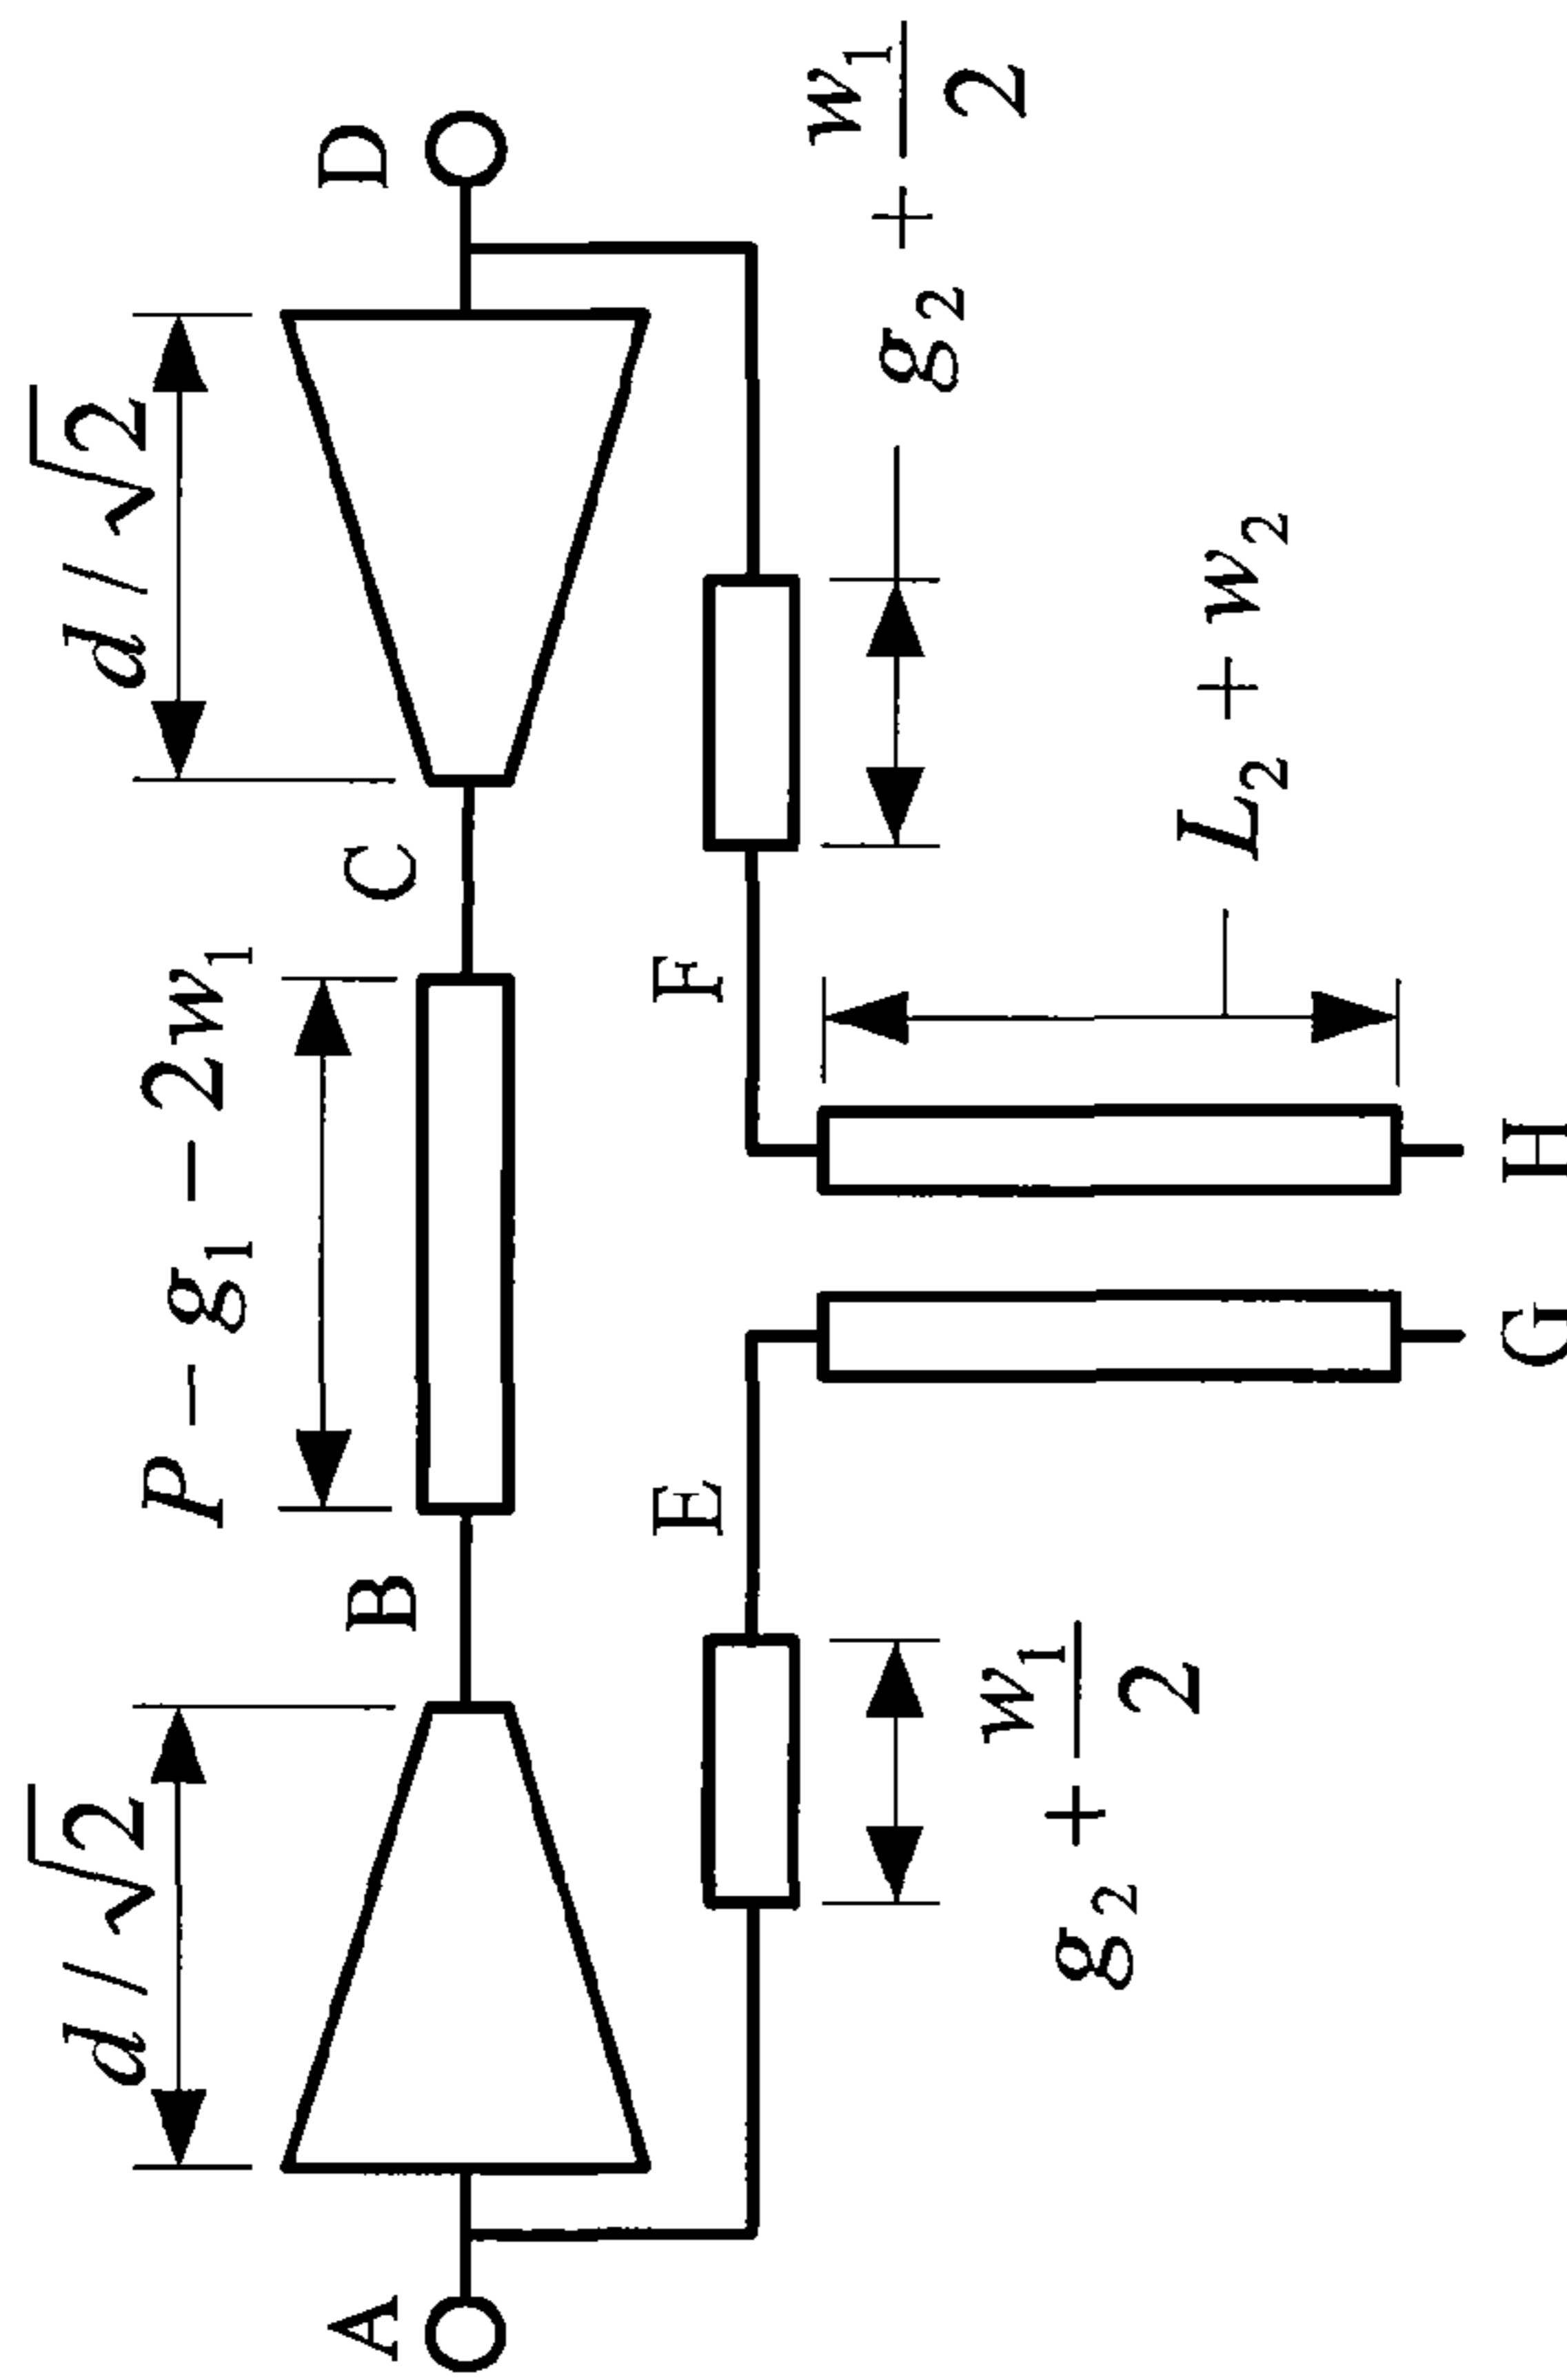 d / √2
d / √2
P - g₁ - 2w₁
A
B
C
D
E
F
g₂ + w₁/2
g₂ + w₁/2
L₂ + w₂
G
H